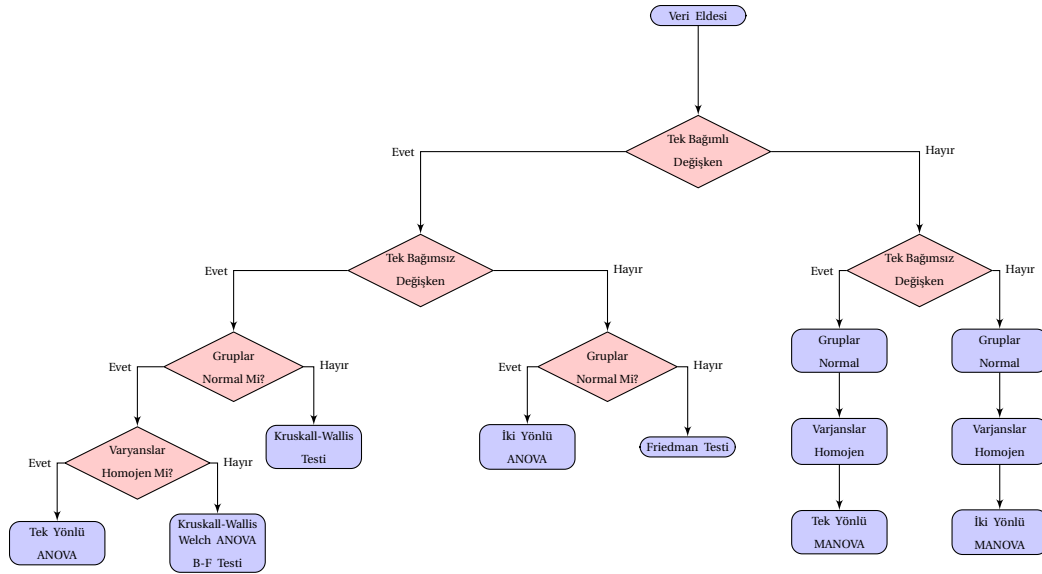 Veri Eldesi
Tek Bağımlı
Değişken
Evet
Hayır
Tek Bağımsız
Değişken
Evet
Hayır
Tek Bağımsız
Değişken
Evet
Hayır
Gruplar
Normal Mi?
Evet
Hayır
Gruplar
Normal Mi?
Evet
Hayır
Gruplar
Normal
Gruplar
Normal
Varyanslar
Homojen Mi?
Evet
Hayır
Kruskall-Wallis
Testi
İki Yönlü
ANOVA
Friedman Testi
Varjanslar
Homojen
Varjanslar
Homojen
Tek Yönlü
ANOVA
Kruskall-Wallis
Welch ANOVA
B-F Testi
Tek Yönlü
MANOVA
İki Yönlü
MANOVA